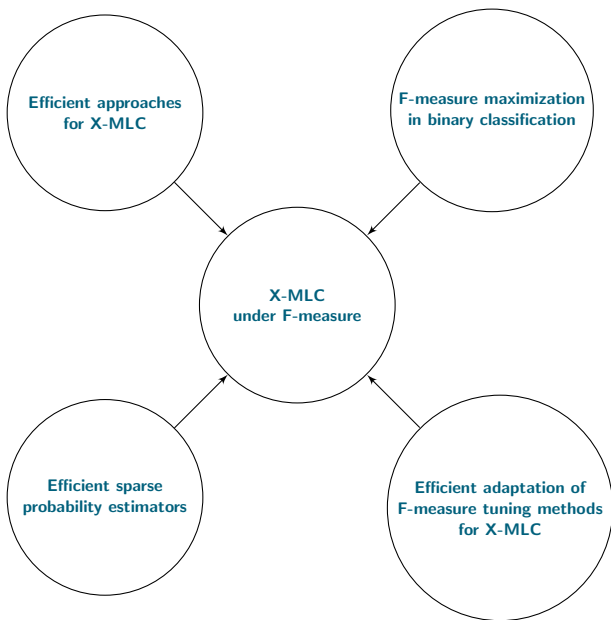 Efficient approaches
for X-MLC
F-measure maximization
in binary classification
X-MLC
under F-measure
Efficient sparse
probability estimators
Efficient adaptation of
F-measure tuning methods
for X-MLC